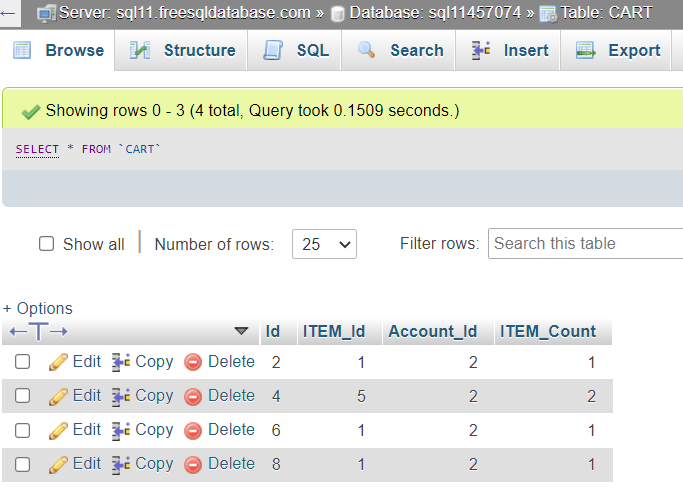 Server: sql11.freesqldatabase.com » Database: sql11457074 » Table: CART
Browse Structure SQL Search Insert Export
Showing rows 0 - 3 (4 total, Query took 0.1509 seconds.)
SELECT * FROM `CART`
Show all | Number of rows: 25 Filter rows: Search this table
+ Options
←T→ Id ITEM_Id Account_Id ITEM_Count
Edit Copy Delete 2 1 2 1
Edit Copy Delete 4 5 2 2
Edit Copy Delete 6 1 2 1
Edit Copy Delete 8 1 2 1